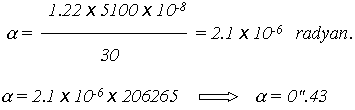 α = 1.22 x 5100 x 10⁻⁸ / 30 = 2.1 x 10⁻⁶ radyan.
α = 2.1 x 10⁻⁶ x 206265 ⟹ α = 0".43